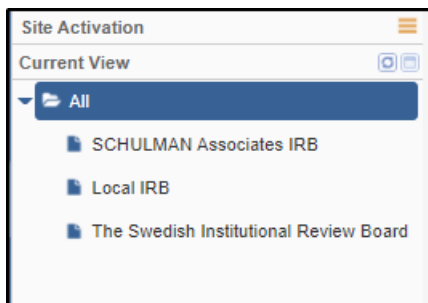 Site Activation
Current View
All
SCHULMAN Associates IRB
Local IRB
The Swedish Institutional Review Board